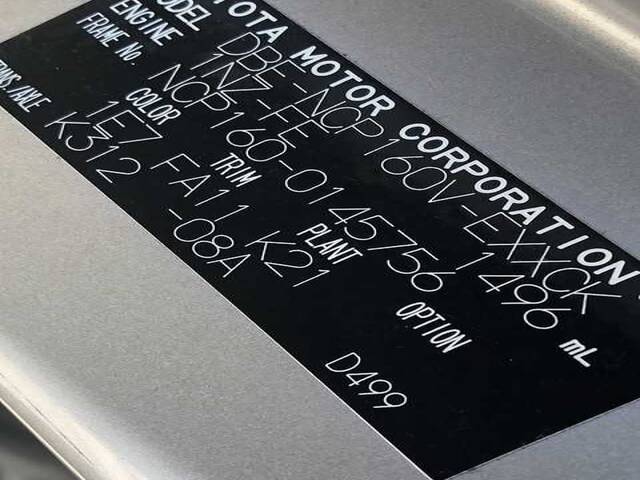 TOYOTA MOTOR CORPORATION
MODEL DBE-NCP160V-EXXCK
ENGINE 1NZ-FE 1496 mL
FRAME No. NCP160-0145756
COLOR TRIM PLANT OPTION
1E7 FA11 K21
TRANS./AXLE K312 -08A D499